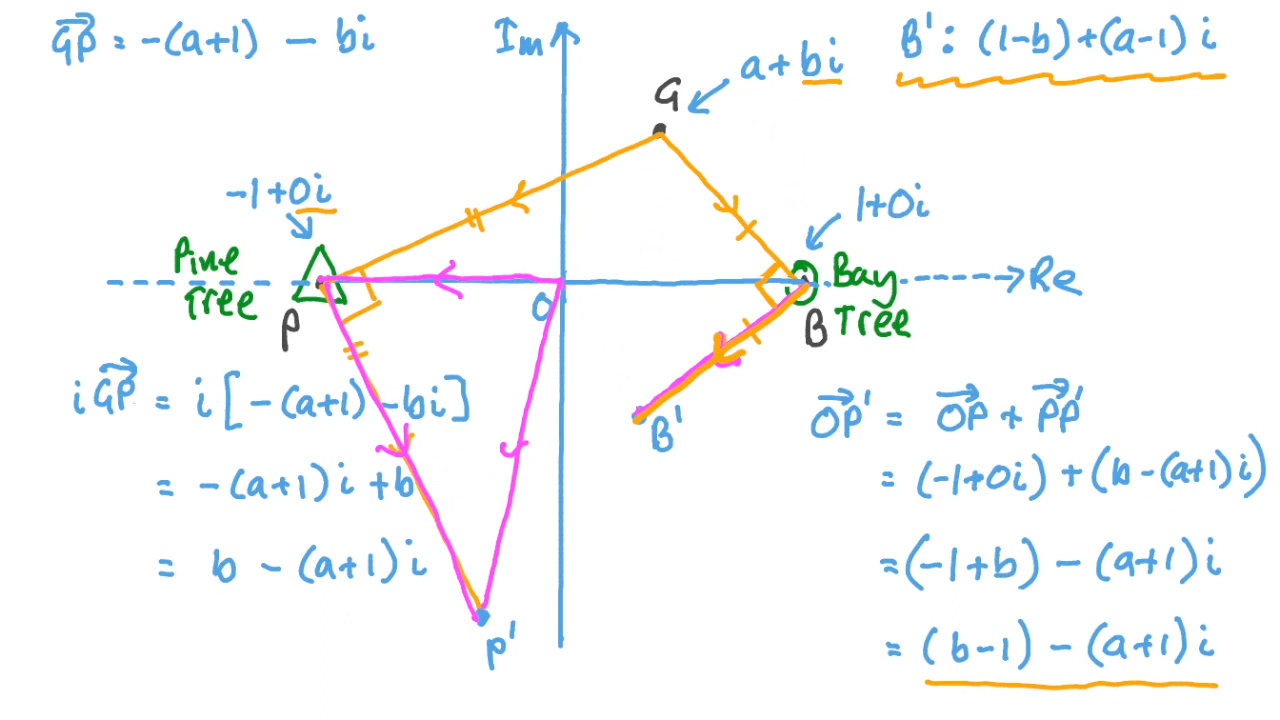 GP = -(a+1) - bi
Im
B': (1-b)+(a-1)i
a+bi
G
-1+0i
1+0i
Pine
Tree
P
O
Bay
Tree
B
Re
iGP = i[-(a+1)-bi]
= -(a+1)i+b
= b - (a+1)i
B'
P'
OP' = OP + PP'
= (-1+0i)+(b-(a+1)i)
=(-1+b) - (a+1)i
= (b-1) - (a+1)i